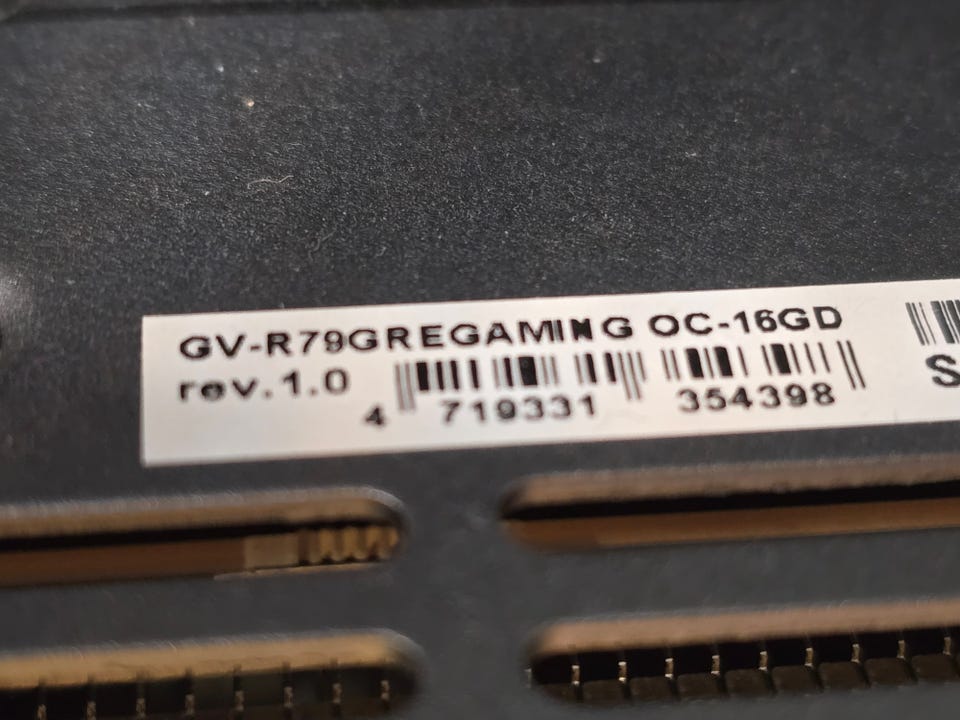 GV-R79GREGAMING OC-16GD
rev.1.0
4 719331 354398
S